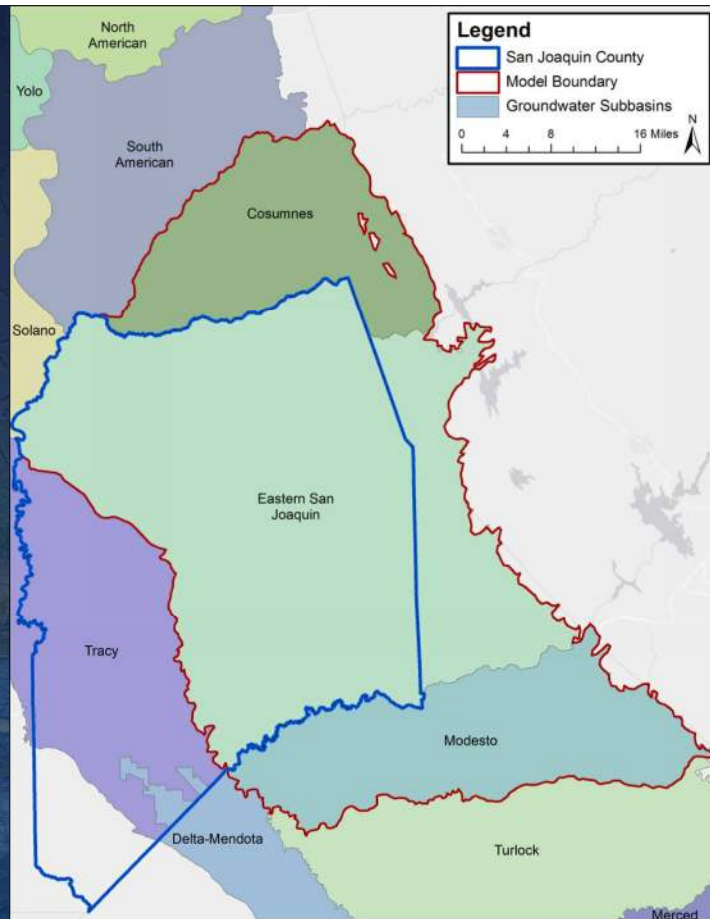 North
American
Legend
San Joaquin County
Model Boundary
Groundwater Subbasins
N
0 4 8 16 Miles
Yolo
South
American
Cosumnes
Solano
Eastern San
Joaquin
Tracy
Modesto
Delta-Mendota
Turlock
Merced